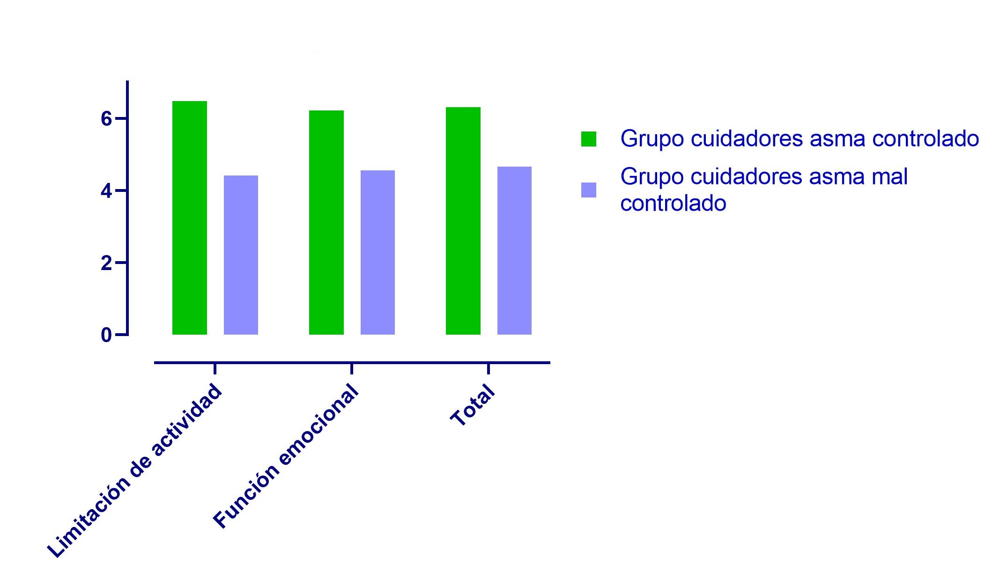 6
4
2
0
Limitación de actividad
Función emocional
Total
Grupo cuidadores asma controlado
Grupo cuidadores asma mal
controlado